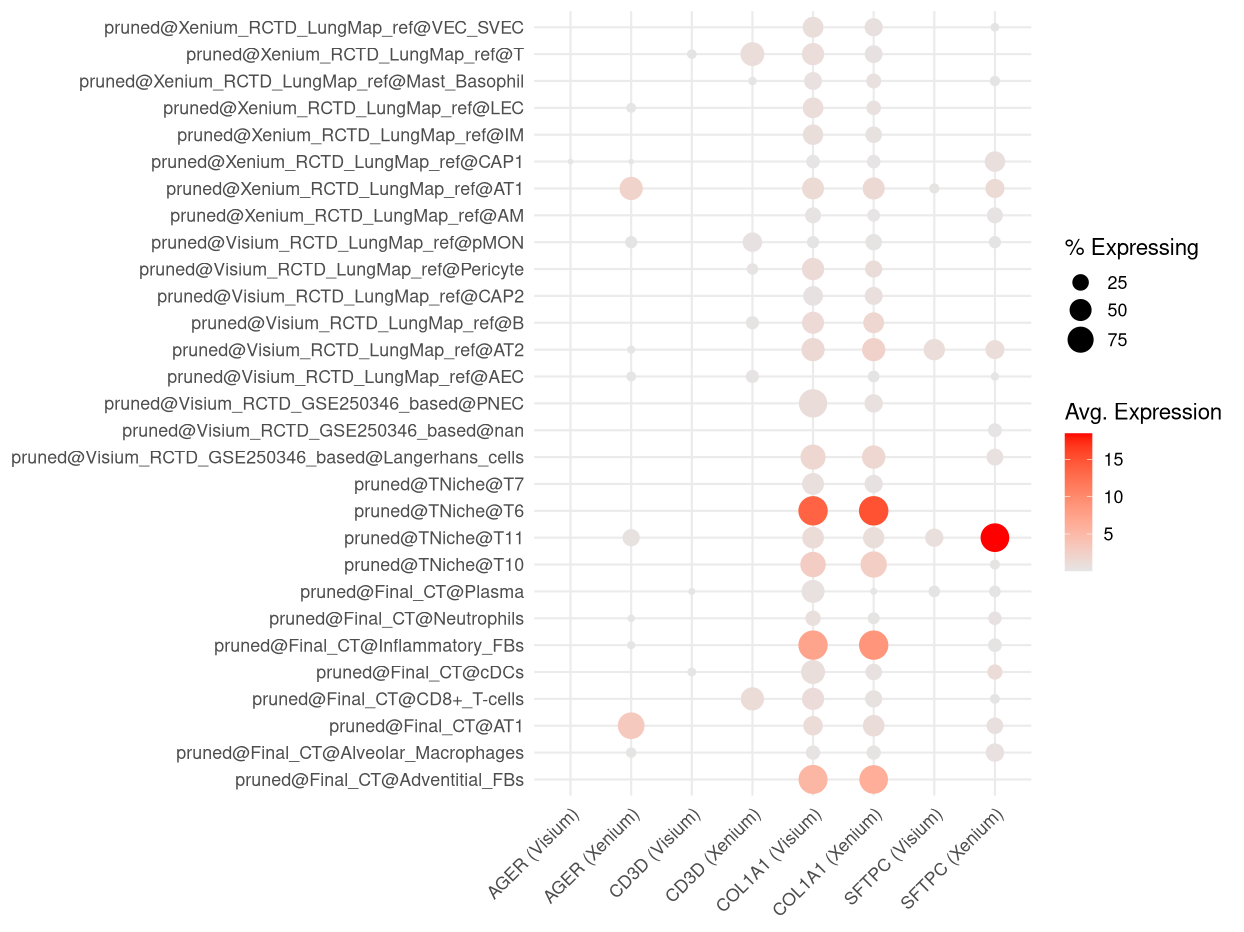 pruned@Xenium_RCTD_LungMap_ref@VEC_SVEC
pruned@Xenium_RCTD_LungMap_ref@T
pruned@Xenium_RCTD_LungMap_ref@Mast_Basophil
pruned@Xenium_RCTD_LungMap_ref@LEC
pruned@Xenium_RCTD_LungMap_ref@IM
pruned@Xenium_RCTD_LungMap_ref@CAP1
pruned@Xenium_RCTD_LungMap_ref@AT1
pruned@Xenium_RCTD_LungMap_ref@AM
pruned@Visium_RCTD_LungMap_ref@pMON
pruned@Visium_RCTD_LungMap_ref@Pericyte
pruned@Visium_RCTD_LungMap_ref@CAP2
pruned@Visium_RCTD_LungMap_ref@B
pruned@Visium_RCTD_LungMap_ref@AT2
pruned@Visium_RCTD_LungMap_ref@AEC
pruned@Visium_RCTD_GSE250346_based@PNEC
pruned@Visium_RCTD_GSE250346_based@nan
pruned@Visium_RCTD_GSE250346_based@Langerhans_cells
pruned@TNiche@T7
pruned@TNiche@T6
pruned@TNiche@T11
pruned@TNiche@T10
pruned@Final_CT@Plasma
pruned@Final_CT@Neutrophils
pruned@Final_CT@Inflammatory_FBs
pruned@Final_CT@cDCs
pruned@Final_CT@CD8+_T-cells
pruned@Final_CT@AT1
pruned@Final_CT@Alveolar_Macrophages
pruned@Final_CT@Adventitial_FBs
AGER (Visium)
AGER (Xenium)
CD3D (Visium)
CD3D (Xenium)
COL1A1 (Visium)
COL1A1 (Xenium)
SFTPC (Visium)
SFTPC (Xenium)
% Expressing
25
50
75
Avg. Expression
15
10
5